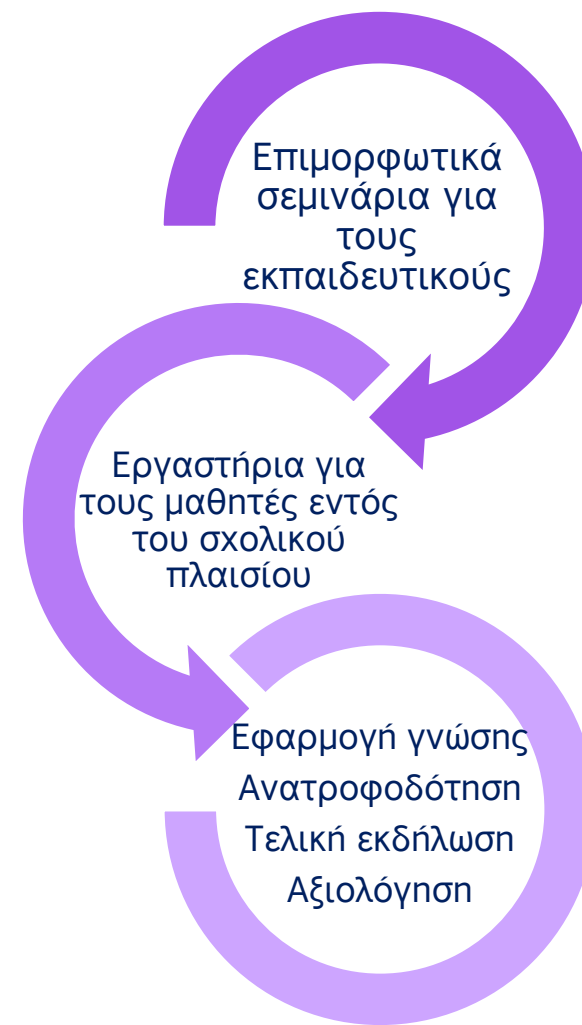 Επιμορφωτικά
σεμινάρια για
τους
εκπαιδευτικούς
Εργαστήρια για
τους μαθητές εντός
του σχολικού
πλαισίου
Εφαρμογή γνώσης
Ανατροφοδότηση
Τελική εκδήλωση
Αξιολόγηση